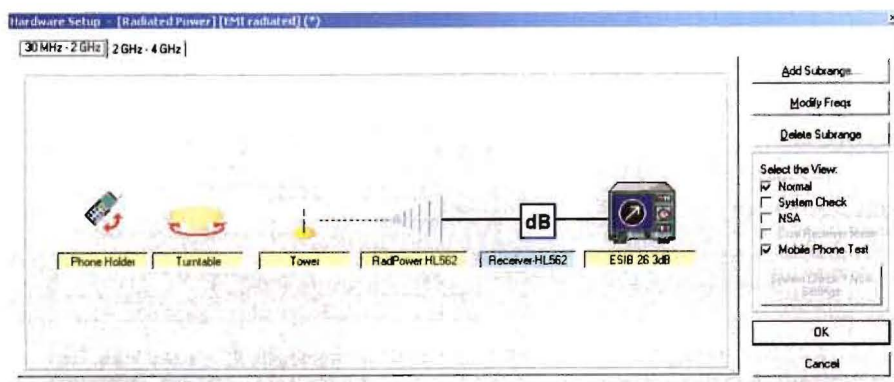 Hardware Setup - [Radiated Power] [EMI radiated] (*)
30 MHz - 2 GHz
2 GHz - 4 GHz
Add Subrange...
Modify Freqs
Delete Subrange
Select the View:
Normal
System Check
NSA
Mobile Phone Test
dB
Phone Holder
Turntable
Tower
RadPower HL562
Receiver-HL562
ESIB 26 3dB
OK
Cancel